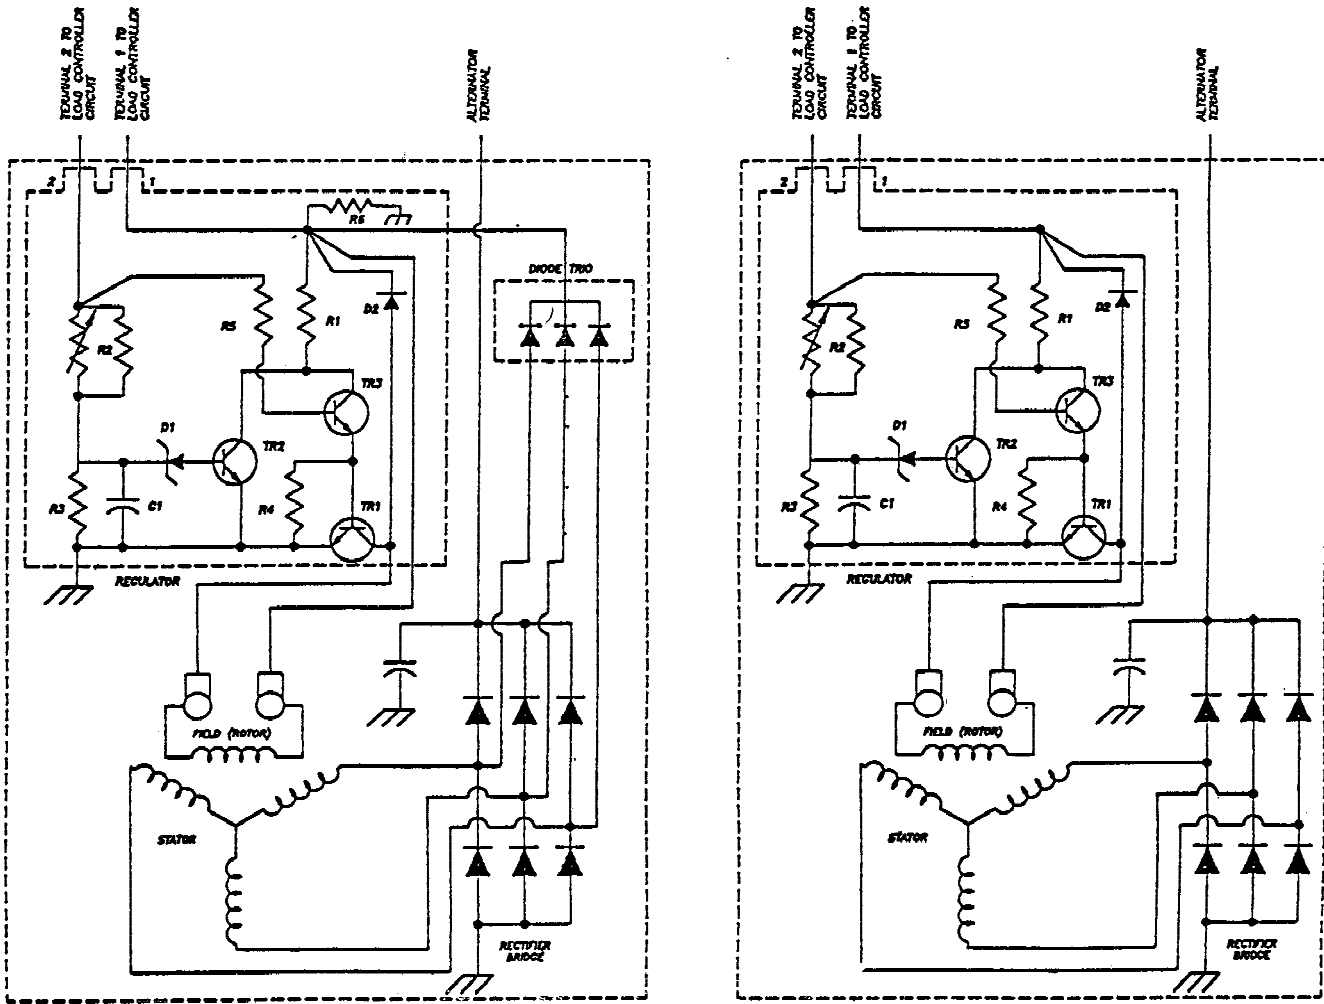 TERMINAL 2 TO
LOAD CONTROLLER
CIRCUIT
TERMINAL 1 TO
LOAD CONTROLLER
CIRCUIT
ALTERNATOR
TERMINAL
2
1
R6
DIODE TRIO
R5
R1
D2
R2
TR3
D1
TR2
R3
C1
R4
TR1
REGULATOR
FIELD (ROTOR)
STATOR
RECTIFIER
BRIDGE
TERMINAL 2 TO
LOAD CONTROLLER
CIRCUIT
TERMINAL 1 TO
LOAD CONTROLLER
CIRCUIT
ALTERNATOR
TERMINAL
2
1
R1
D2
R2
TR3
D1
TR2
C1
R4
TR1
REGULATOR
FIELD (ROTOR)
STATOR
RECTIFIER
BRIDGE